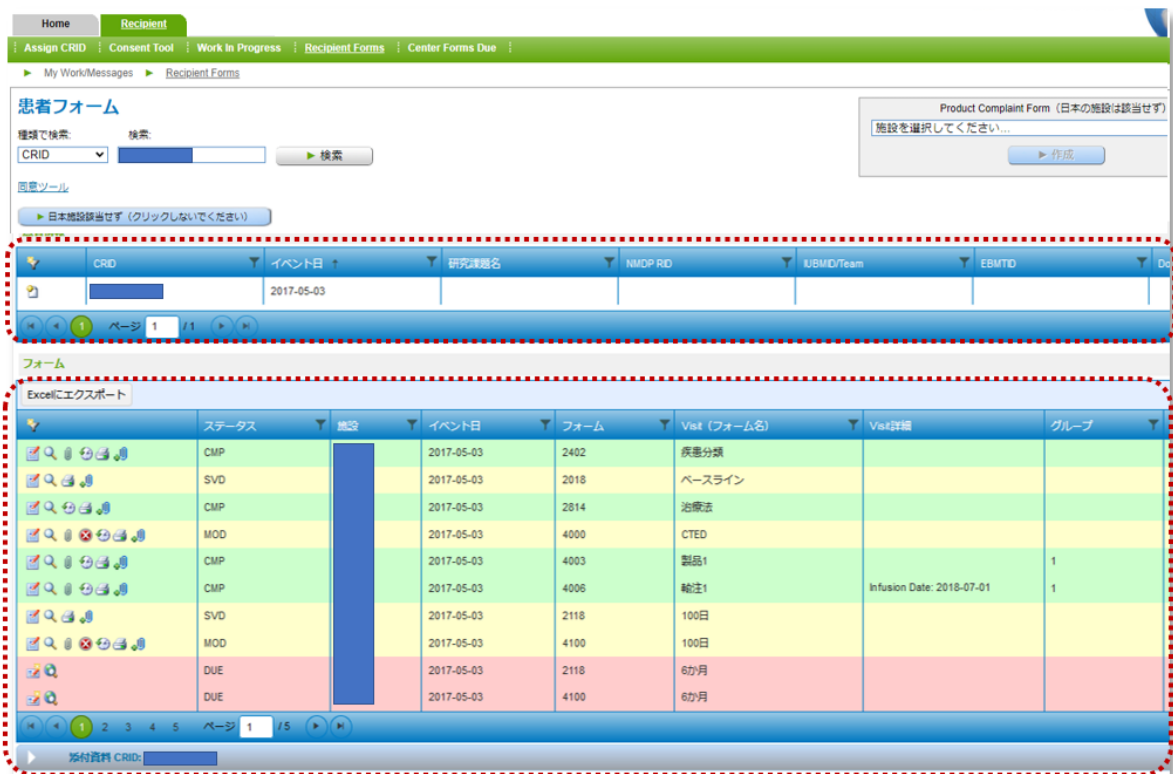 Home Recipient
Assign CRID Consent Tool Work In Progress Recipient Forms Center Forms Due
My Work/Messages Recipient Forms
患者フォーム
Product Complaint Form（日本の施設は該当せず）
種類で検索: 検索:
施設を選択してください...
CRID 検索
作成
同意ツール
日本施設該当せず（クリックしないでください）
CRID イベント日 ↑ 研究課題名 NMDP RID IUBMID/Team EBMTID
2017-05-03
1 ページ 1 /1
フォーム
Excelにエクスポート
ステータス 施設 イベント日 フォーム Visit（フォーム名） Visit詳細 グループ
CMP 2017-05-03 2402 疾患分類
SVD 2017-05-03 2018 ベースライン
CMP 2017-05-03 2814 治療法
MOD 2017-05-03 4000 CTED
CMP 2017-05-03 4003 製品1 1
CMP 2017-05-03 4006 輸注1 Infusion Date: 2018-07-01 1
SVD 2017-05-03 2118 100日
MOD 2017-05-03 4100 100日
DUE 2017-05-03 2118 6か月
DUE 2017-05-03 4100 6か月
1 2 3 4 5 ページ 1 /5
添付資料 CRID: